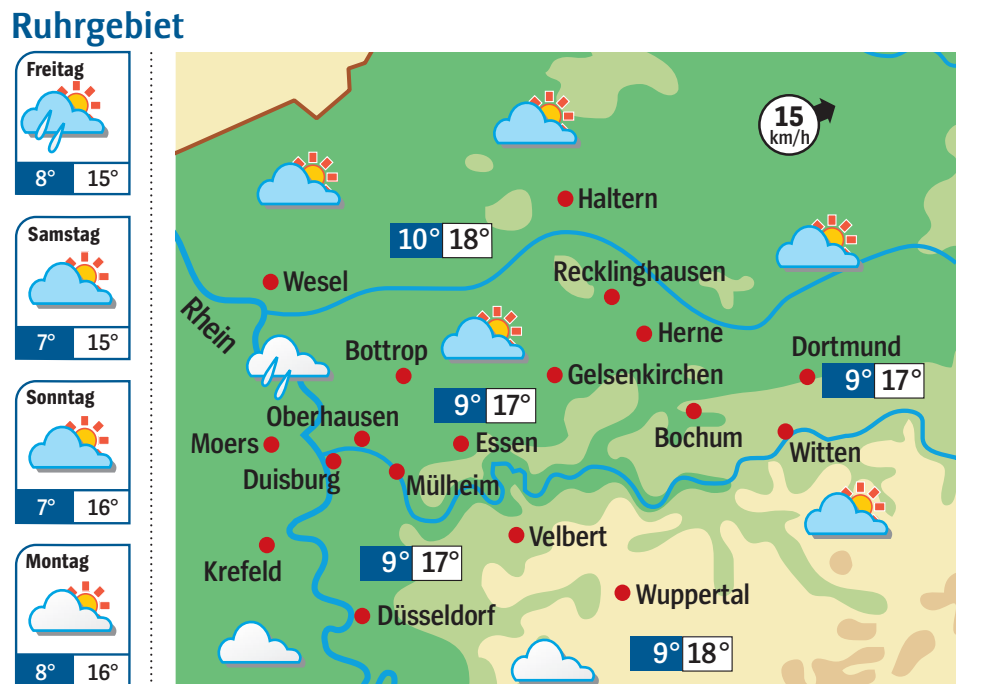 Ruhrgebiet
Freitag
8° 15°
Samstag
7° 15°
Sonntag
7° 16°
Montag
8° 16°
15
km/h
Haltern
10° 18°
Recklinghausen
Wesel
Rhein
Herne
Bottrop
Dortmund
Gelsenkirchen
9° 17°
9° 17°
Oberhausen
Moers
Essen
Bochum
Witten
Duisburg
Mülheim
Velbert
Krefeld
9° 17°
Wuppertal
Düsseldorf
9° 18°